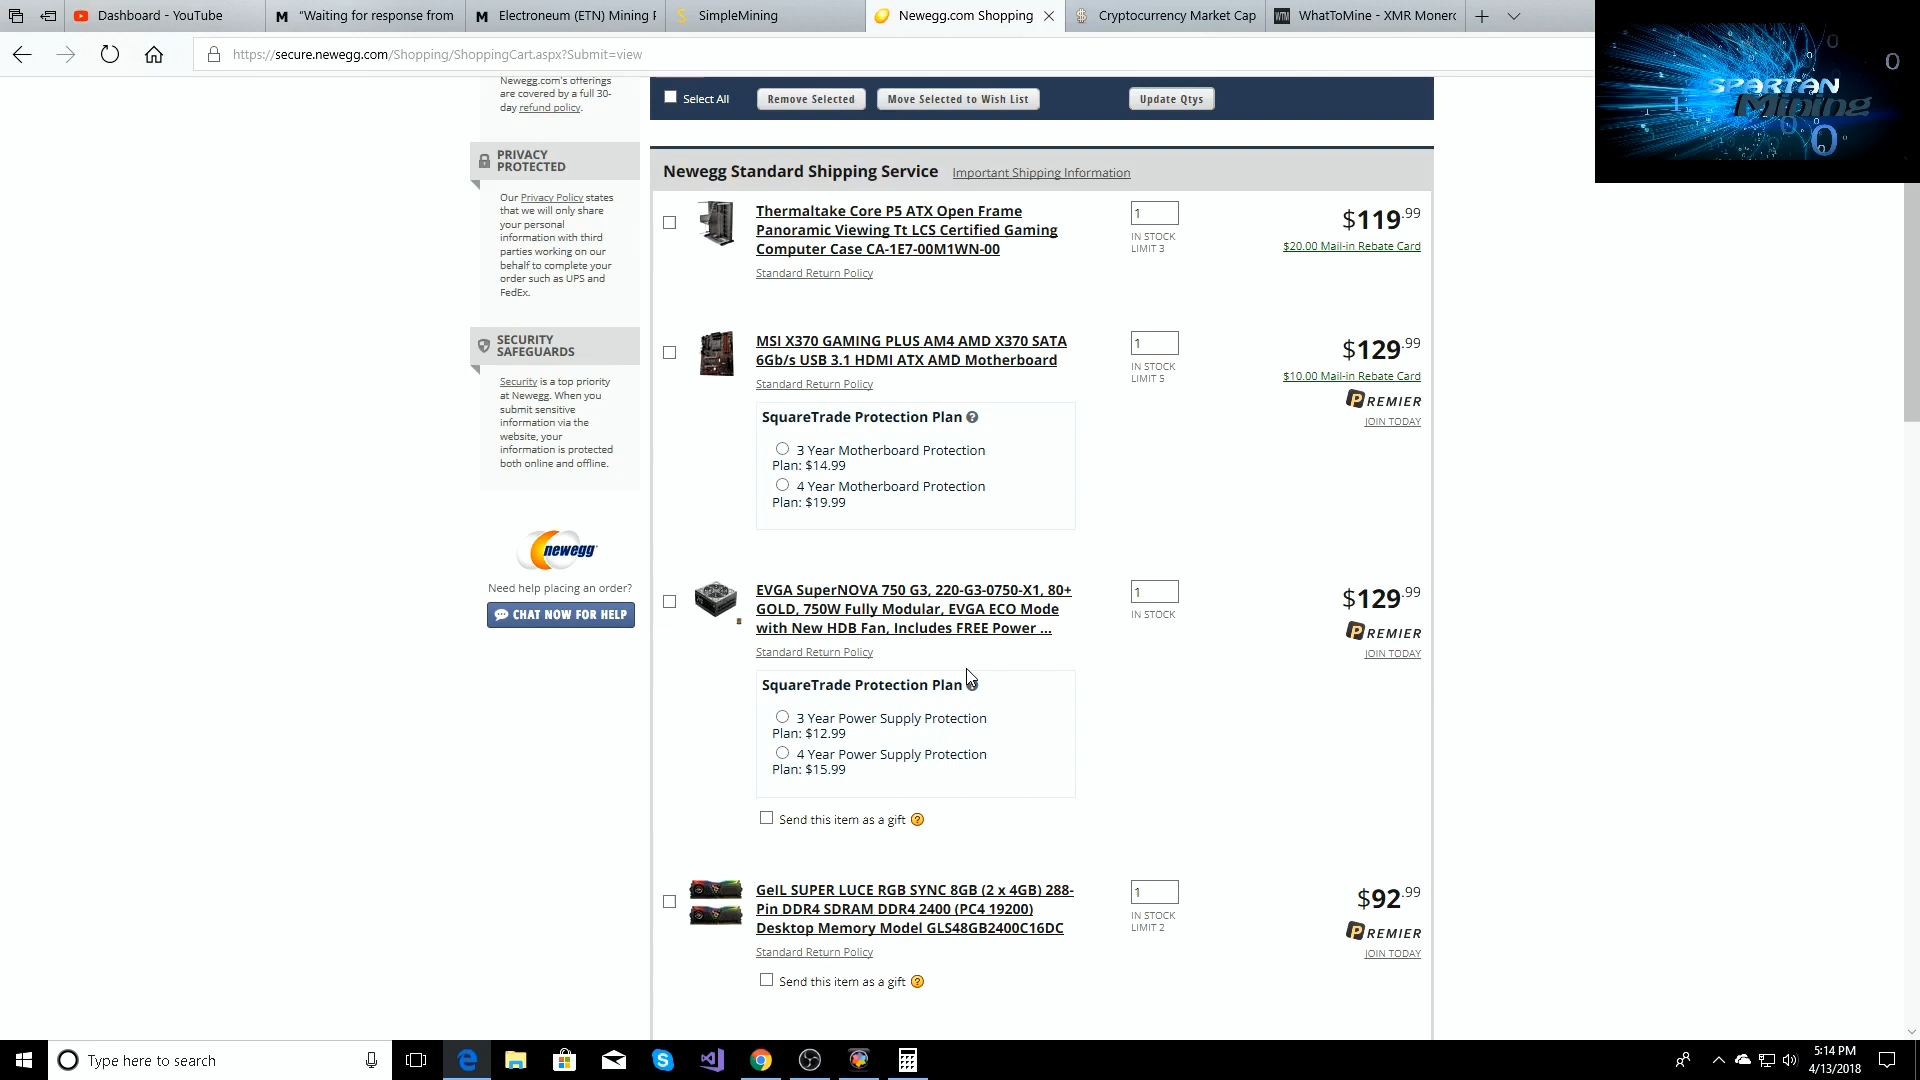 Dashboard - YouTube
"Waiting for response from
Electroneum (ETN) Mining P
SimpleMining
Newegg.com Shopping
Cryptocurrency Market Cap
WhatToMine - XMR Monero
https://secure.newegg.com/Shopping/ShoppingCart.aspx?Submit=view
SPARTAN
Mining
Newegg.com's offerings
are covered by a full 30-
day refund policy.
PRIVACY
PROTECTED
Our Privacy Policy states
that we will only share
your personal
information with third
parties working on our
behalf to complete your
order such as UPS and
FedEx.
SECURITY
SAFEGUARDS
Security is a top priority
at Newegg. When you
submit sensitive
information via the
website, your
information is protected
both online and offline.
newegg
Need help placing an order?
CHAT NOW FOR HELP
Select All
Remove Selected
Move Selected to Wish List
Update Qtys
Newegg Standard Shipping Service
Important Shipping Information
Thermaltake Core P5 ATX Open Frame
Panoramic Viewing Tt LCS Certified Gaming
Computer Case CA-1E7-00M1WN-00
Standard Return Policy
1
IN STOCK
LIMIT 3
$119.99
$20.00 Mail-in Rebate Card
MSI X370 GAMING PLUS AM4 AMD X370 SATA
6Gb/s USB 3.1 HDMI ATX AMD Motherboard
Standard Return Policy
1
IN STOCK
LIMIT 5
$129.99
$10.00 Mail-in Rebate Card
PREMIER
JOIN TODAY
SquareTrade Protection Plan ?
3 Year Motherboard Protection
Plan: $14.99
4 Year Motherboard Protection
Plan: $19.99
EVGA SuperNOVA 750 G3, 220-G3-0750-X1, 80+
GOLD, 750W Fully Modular, EVGA ECO Mode
with New HDB Fan, Includes FREE Power ...
Standard Return Policy
1
IN STOCK
$129.99
PREMIER
JOIN TODAY
SquareTrade Protection Plan
3 Year Power Supply Protection
Plan: $12.99
4 Year Power Supply Protection
Plan: $15.99
Send this item as a gift ?
GeIL SUPER LUCE RGB SYNC 8GB (2 x 4GB) 288-
Pin DDR4 SDRAM DDR4 2400 (PC4 19200)
Desktop Memory Model GLS48GB2400C16DC
Standard Return Policy
1
IN STOCK
LIMIT 2
$92.99
PREMIER
JOIN TODAY
Send this item as a gift ?
Type here to search
5:14 PM
4/13/2018